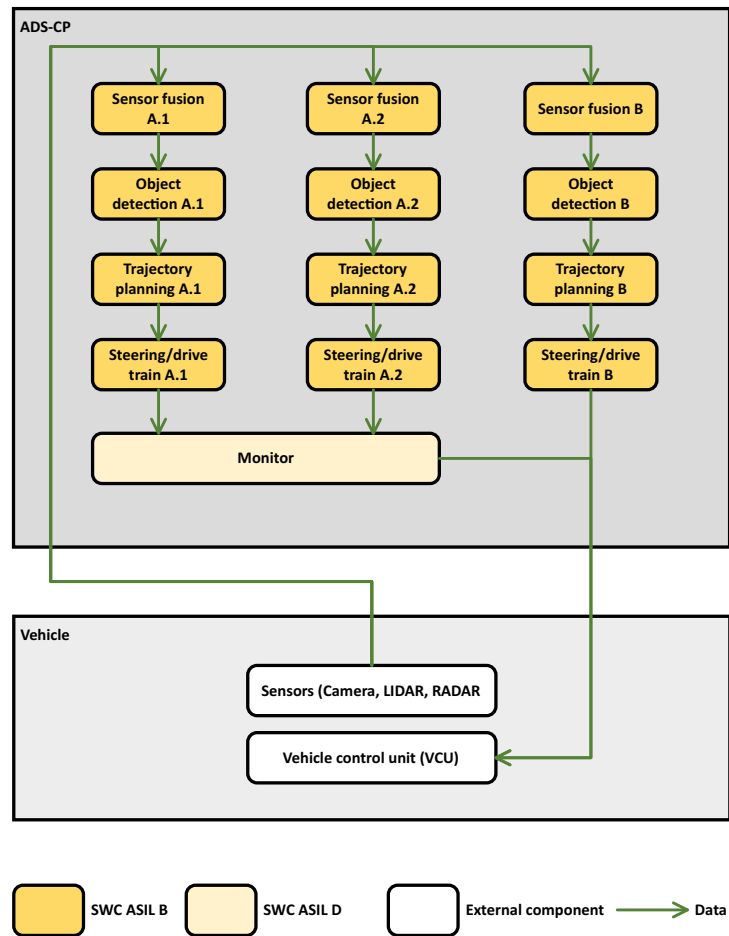 ADS-CP
Sensor fusion
A.1
Sensor fusion
A.2
Sensor fusion B
Object
detection A.1
Object
detection A.2
Object
detection B
Trajectory
planning A.1
Trajectory
planning A.2
Trajectory
planning B
Steering/drive
train A.1
Steering/drive
train A.2
Steering/drive
train B
Monitor
Vehicle
Sensors (Camera, LIDAR, RADAR
Vehicle control unit (VCU)
SWC ASIL B
SWC ASIL D
External component
Data